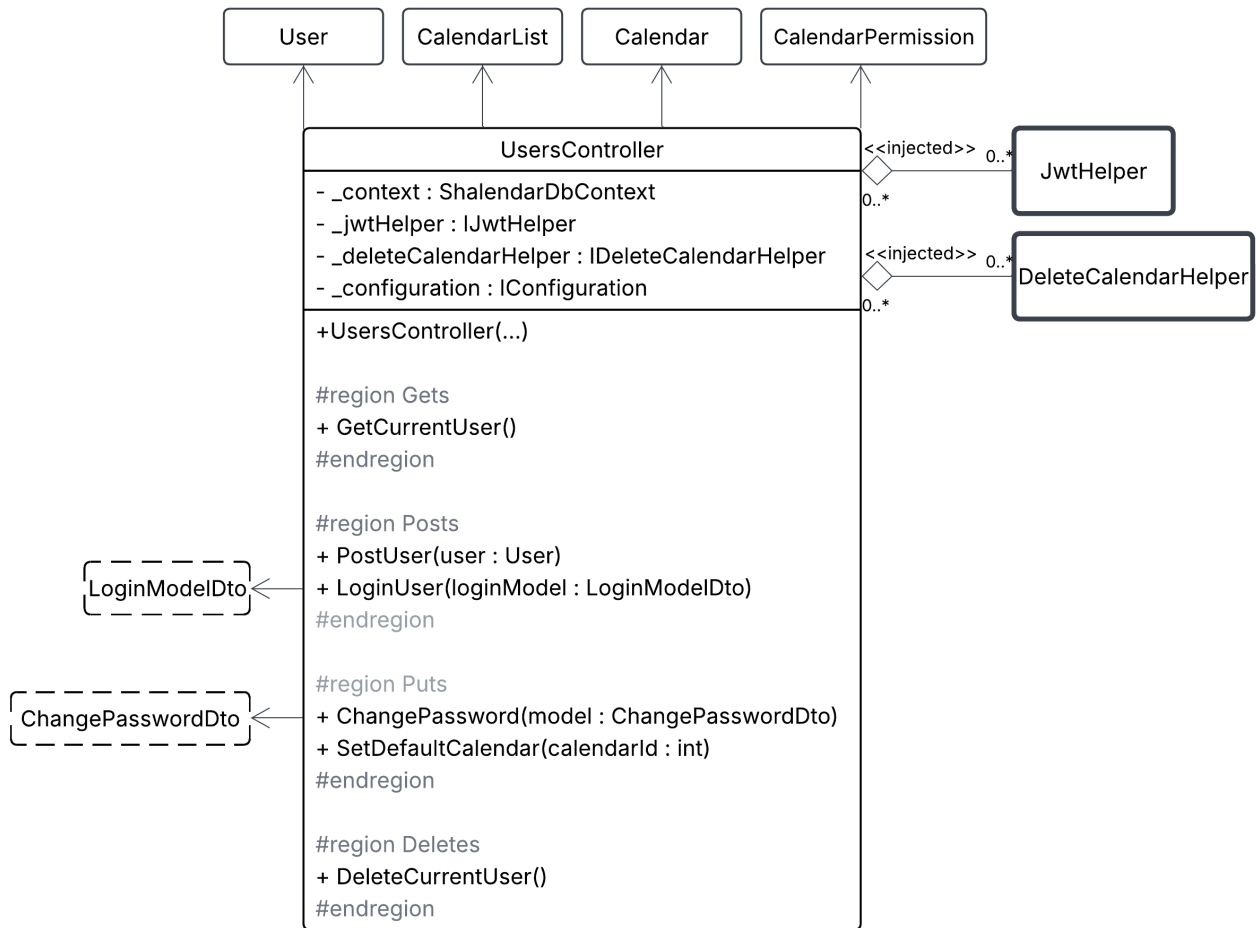 User
CalendarList
Calendar
CalendarPermission
UsersController
- _context : ShalendarDbContext
- _jwtHelper : IJwtHelper
- _deleteCalendarHelper : IDeleteCalendarHelper
- _configuration : IConfiguration
<<injected>>
0..*
0..*
JwtHelper
<<injected>>
0..*
0..*
DeleteCalendarHelper
+UsersController(...)
#region Gets
+ GetCurrentUser()
#endregion
#region Posts
+ PostUser(user : User)
+ LoginUser(loginModel : LoginModelDto)
#endregion
LoginModelDto
#region Puts
+ ChangePassword(model : ChangePasswordDto)
+ SetDefaultCalendar(calendarId : int)
#endregion
ChangePasswordDto
#region Deletes
+ DeleteCurrentUser()
#endregion